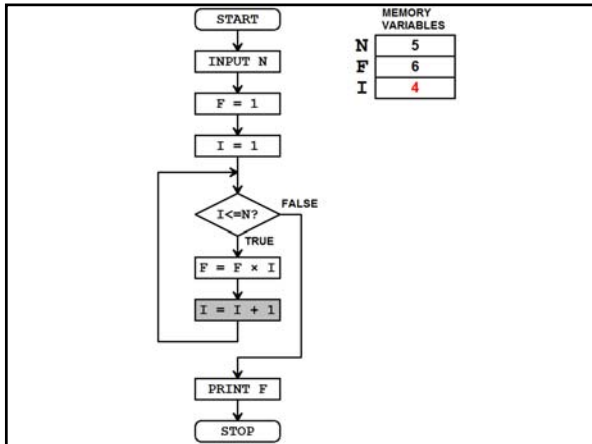 START
INPUT N
F = 1
I = 1
I<=N?
FALSE
TRUE
F = F × I
I = I + 1
PRINT F
STOP
MEMORY
VARIABLES
N 5
F 6
I 4